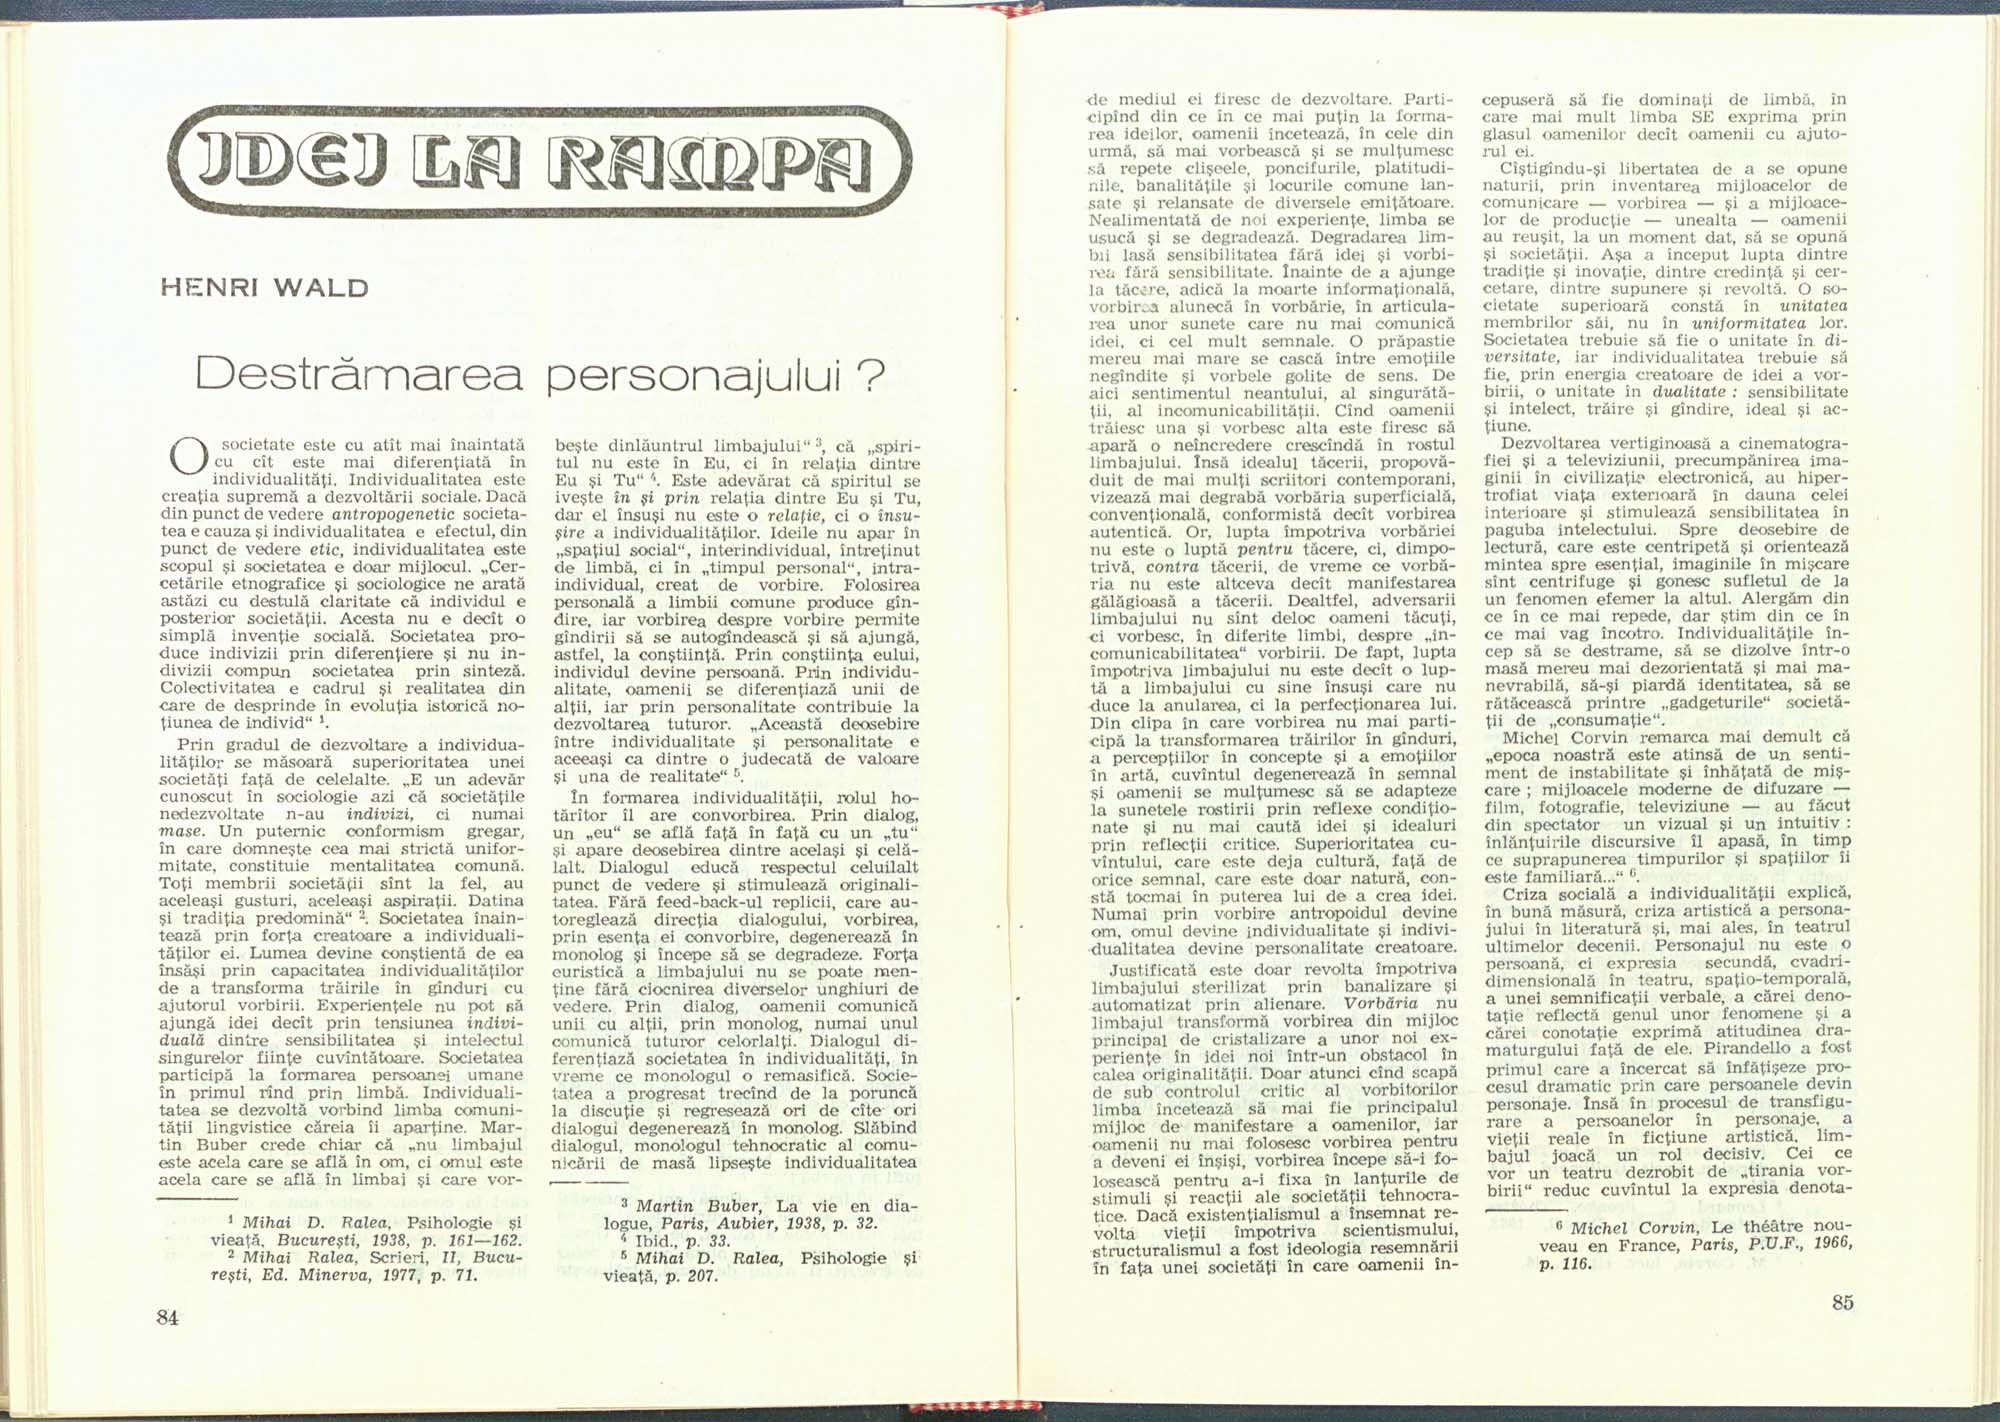 IDEI LA RAMPA
HENRI WALD
Destrămarea personajului ?
O societate este cu atît mai înaintată
cu cît este mai diferențiată în
individualități. Individualitatea este
creația supremă a dezvoltării sociale. Dacă
din punct de vedere antropogenetic societa-
tea e cauza și individualitatea e efectul, din
punct de vedere etic, individualitatea este
scopul și societatea e doar mijlocul. „Cer-
cetările etnografice și sociologice ne arată
astăzi cu destulă claritate că individul e
posterior societății. Acesta nu e decît o
simplă invenție socială. Societatea pro-
duce indivizii prin diferențiere și nu in-
divizii compun societatea prin sinteză.
Colectivitatea e cadrul și realitatea din
care de desprinde în evoluția istorică no-
țiunea de individ“ ¹.
Prin gradul de dezvoltare a individua-
lităților se măsoară superioritatea unei
societăți față de celelalte. „E un adevăr
cunoscut în sociologie azi că societățile
nedezvoltate n-au indivizi, ci numai
mase. Un puternic conformism gregar,
în care domnește cea mai strictă unifor-
mitate, constituie mentalitatea comună.
Toți membrii societății sînt la fel, au
aceleași gusturi, aceleași aspirații. Datina
și tradiția predomină“ ². Societatea înain-
tează prin forța creatoare a individuali-
tăților ei. Lumea devine conștientă de ea
însăși prin capacitatea individualităților
de a transforma trăirile în gînduri cu
ajutorul vorbirii. Experiențele nu pot să
ajungă idei decît prin tensiunea indivi-
duală dintre sensibilitatea și intelectul
singurelor ființe cuvîntătoare. Societatea
participă la formarea persoanei umane
în primul rînd prin limbă. Individuali-
tatea se dezvoltă vorbind limba comuni-
tății lingvistice căreia îi aparține. Mar-
tin Buber crede chiar că „nu limbajul
este acela care se află în om, ci omul este
acela care se află în limbaj și care vor-
¹ Mihai D. Ralea, Psihologie și
vieață, București, 1938, p. 161—162.
² Mihai Ralea, Scrieri, II, Bucu-
rești, Ed. Minerva, 1977, p. 71.
84
bește dinlăuntrul limbajului“ ³, că „spiri-
tul nu este în Eu, ci în relația dintre
Eu și Tu“ ⁴. Este adevărat că spiritul se
ivește în și prin relația dintre Eu și Tu,
dar el însuși nu este o relație, ci o însu-
șire a individualităților. Ideile nu apar în
„spațiul social“, interindividual, întreținut
de limbă, ci în „timpul personal“, intra-
individual, creat de vorbire. Folosirea
personală a limbii comune produce gîn-
dire, iar vorbirea despre vorbire permite
gîndirii să se autogîndească și să ajungă,
astfel, la conștiință. Prin conștiința eului,
individul devine persoană. Prin individu-
alitate, oamenii se diferențiază unii de
alții, iar prin personalitate contribuie la
dezvoltarea tuturor. „Această deosebire
între individualitate și personalitate e
aceeași ca dintre o judecată de valoare
și una de realitate“ ⁵.
În formarea individualității, rolul ho-
tărîtor îl are convorbirea. Prin dialog,
un „eu“ se află față în față cu un „tu“
și apare deosebirea dintre același și celă-
lalt. Dialogul educă respectul celuilalt
punct de vedere și stimulează originali-
tatea. Fără feed-back-ul replicii, care au-
toreglează direcția dialogului, vorbirea,
prin esența ei convorbire, degenerează în
monolog și începe să se degradeze. Forța
euristică a limbajului nu se poate men-
ține fără ciocnirea diverselor unghiuri de
vedere. Prin dialog, oamenii comunică
unii cu alții, prin monolog, numai unul
comunică tuturor celorlalți. Dialogul di-
ferențiază societatea în individualități, în
vreme ce monologul o remasifică. Socie-
tatea a progresat trecînd de la poruncă
la discuție și regresează ori de cîte ori
dialogui degenerează în monolog. Slăbind
dialogul, monologul tehnocratic al comu-
nicării de masă lipsește individualitatea
³ Martin Buber, La vie en dia-
logue, Paris, Aubier, 1938, p. 32.
⁴ Ibid., p. 33.
⁵ Mihai D. Ralea, Psihologie și
vieață, p. 207.
de mediul ei firesc de dezvoltare. Parti-
cipînd din ce în ce mai puțin la forma-
rea ideilor, oamenii încetează, în cele din
urmă, să mai vorbească și se mulțumesc
să repete clișeele, poncifurile, platitudi-
nile, banalitățile și locurile comune lan-
sate și relansate de diversele emițătoare.
Nealimentată de noi experiențe, limba se
usucă și se degradează. Degradarea lim-
bii lasă sensibilitatea fără idei și vorbi-
rea fără sensibilitate. Înainte de a ajunge
la tăcere, adică la moarte informațională,
vorbirea alunecă în vorbărie, în articula-
rea unor sunete care nu mai comunică
idei, ci cel mult semnale. O prăpastie
mereu mai mare se cască între emoțiile
negîndite și vorbele golite de sens. De
aici sentimentul neantului, al singurătă-
ții, al incomunicabilității. Cînd oamenii
trăiesc una și vorbesc alta este firesc să
apară o neîncredere crescîndă în rostul
limbajului. Însă idealul tăcerii, propovă-
duit de mai mulți scriitori contemporani,
vizează mai degrabă vorbăria superficială,
convențională, conformistă decît vorbirea
autentică. Or, lupta împotriva vorbăriei
nu este o luptă pentru tăcere, ci, dimpo-
trivă, contra tăcerii, de vreme ce vorbă-
ria nu este altceva decît manifestarea
gălăgioasă a tăcerii. Dealtfel, adversarii
limbajului nu sînt deloc oameni tăcuți,
ci vorbesc, în diferite limbi, despre „in-
comunicabilitatea“ vorbirii. De fapt, lupta
împotriva limbajului nu este decît o lup-
tă a limbajului cu sine însuși care nu
duce la anularea, ci la perfecționarea lui.
Din clipa în care vorbirea nu mai parti-
cipă la transformarea trăirilor în gînduri,
a percepțiilor în concepte și a emoțiilor
în artă, cuvîntul degenerează în semnal
și oamenii se mulțumesc să se adapteze
la sunetele rostirii prin reflexe condițio-
nate și nu mai caută idei și idealuri
prin reflecții critice. Superioritatea cu-
vîntului, care este deja cultură, față de
orice semnal, care este doar natură, con-
stă tocmai în puterea lui de a crea idei.
Numai prin vorbire antropoidul devine
om, omul devine individualitate și indivi-
dualitatea devine personalitate creatoare.
Justificată este doar revolta împotriva
limbajului sterilizat prin banalizare și
automatizat prin alienare. Vorbăria nu
limbajul transformă vorbirea din mijloc
principal de cristalizare a unor noi ex-
periențe în idei noi într-un obstacol în
calea originalității. Doar atunci cînd scapă
de sub controlul critic al vorbitorilor
limba încetează să mai fie principalul
mijloc de manifestare a oamenilor, iar
oamenii nu mai folosesc vorbirea pentru
a deveni ei înșiși, vorbirea începe să-i fo-
losească pentru a-i fixa în lanțurile de
stimuli și reacții ale societății tehnocra-
tice. Dacă existențialismul a însemnat re-
volta vieții împotriva scientismului,
structuralismul a fost ideologia resemnării
în fața unei societăți în care oamenii în-
cepuseră să fie dominați de limbă, în
care mai mult limba SE exprima prin
glasul oamenilor decît oamenii cu ajuto-
rul ei.
Cîștigîndu-și libertatea de a se opune
naturii, prin inventarea mijloacelor de
comunicare — vorbirea — și a mijloace-
lor de producție — unealta — oamenii
au reușit, la un moment dat, să se opună
și societății. Așa a început lupta dintre
tradiție și inovație, dintre credință și cer-
cetare, dintre supunere și revoltă. O so-
cietate superioară constă în unitatea
membrilor săi, nu în uniformitatea lor.
Societatea trebuie să fie o unitate în di-
versitate, iar individualitatea trebuie să
fie, prin energia creatoare de idei a vor-
birii, o unitate în dualitate : sensibilitate
și intelect, trăire și gîndire, ideal și ac-
țiune.
Dezvoltarea vertiginoasă a cinematogra-
fiei și a televiziunii, precumpănirea ima-
ginii în civilizație electronică, au hiper-
trofiat viața exterioară în dauna celei
interioare și stimulează sensibilitatea în
paguba intelectului. Spre deosebire de
lectură, care este centripetă și orientează
mintea spre esențial, imaginile în mișcare
sînt centrifuge și gonesc sufletul de la
un fenomen efemer la altul. Alergăm din
ce în ce mai repede, dar știm din ce în
ce mai vag încotro. Individualitățile în-
cep să se destrame, să se dizolve într-o
masă mereu mai dezorientată și mai ma-
nevrabilă, să-și piardă identitatea, să se
rătăcească printre „gadgeturile“ societă-
ții de „consumație“.
Michel Corvin remarca mai demult că
„epoca noastră este atinsă de un senti-
ment de instabilitate și înhățată de miș-
care ; mijloacele moderne de difuzare —
film, fotografie, televiziune — au făcut
din spectator un vizual și un intuitiv :
înlănțuirile discursive îl apasă, în timp
ce suprapunerea timpurilor și spațiilor îi
este familiară...“ ⁶.
Criza socială a individualității explică,
în bună măsură, criza artistică a persona-
jului în literatură și, mai ales, în teatrul
ultimelor decenii. Personajul nu este o
persoană, ci expresia secundă, cvadri-
dimensională în teatru, spațio-temporală,
a unei semnificații verbale, a cărei deno-
tație reflectă genul unor fenomene și a
cărei conotație exprimă atitudinea dra-
maturgului față de ele. Pirandello a fost
primul care a încercat să înfățișeze pro-
cesul dramatic prin care persoanele devin
personaje. Însă în procesul de transfigu-
rare a persoanelor în personaje, a
vieții reale în ficțiune artistică, lim-
bajul joacă un rol decisiv. Cei ce
vor un teatru dezrobit de „tirania vor-
birii“ reduc cuvîntul la expresia denota-
⁶ Michel Corvin, Le théâtre nou-
veau en France, Paris, P.U.F., 1966,
p. 116.
85